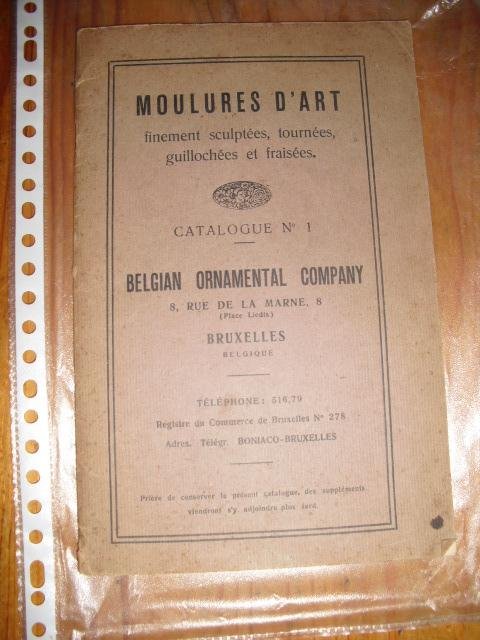 MOULURES D'ART
finement sculptées, tournées,
guillochées et fraisées.
CATALOGUE Nº 1
BELGIAN ORNAMENTAL COMPANY
8, RUE DE LA MARNE, 8
(Place Liedts)
BRUXELLES
BELGIQUE
TÉLÉPHONE: 516,79
Registre du Commerce de Bruxelles Nº 278
Adres. Télégr. BONIACO-BRUXELLES
Prière de conserver le présent catalogue, des suppléments
viendront s'y adjoindre plus tard.